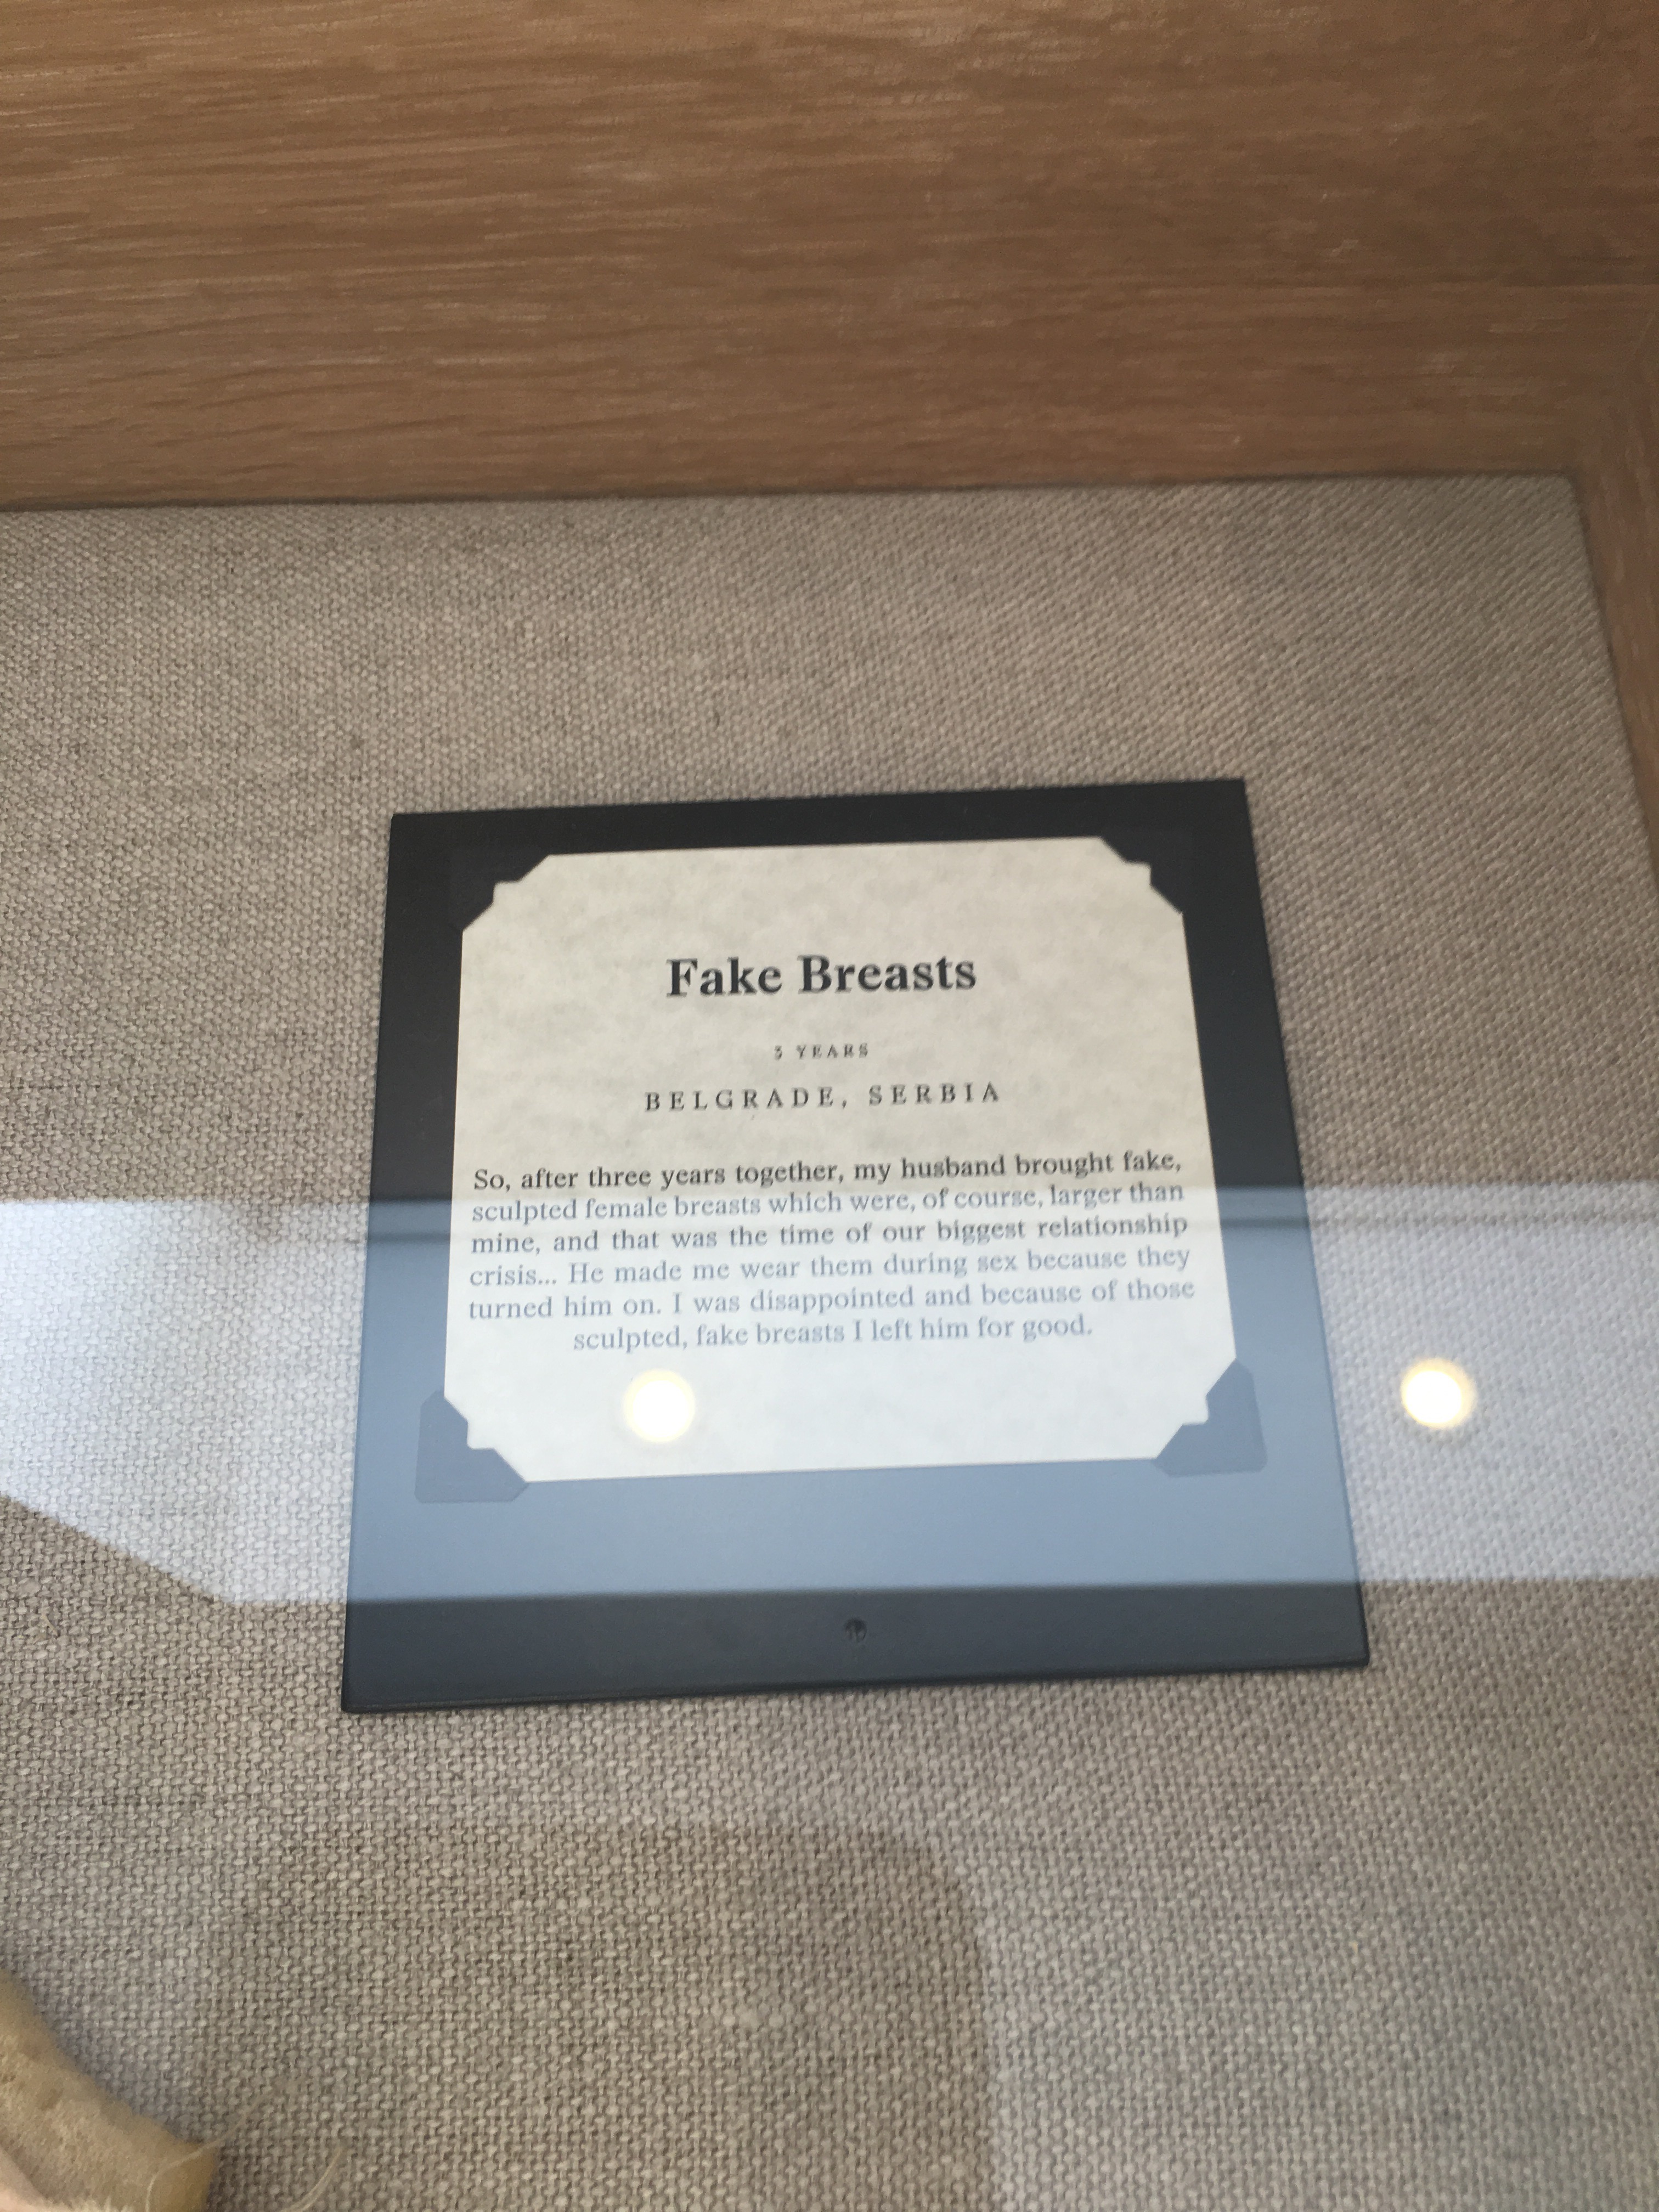 Fake Breasts
3 YEARS
BELGRADE, SERBIA
So, after three years together, my husband brought fake,
sculpted female breasts which were, of course, larger than
mine, and that was the time of our biggest relationship
crisis... He made me wear them during sex because they
turned him on. I was disappointed and because of those
sculpted, fake breasts I left him for good.